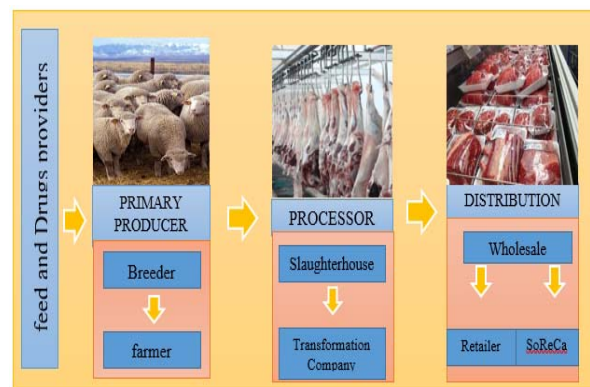 feed and Drugs providers
PRIMARY
PRODUCER
Breeder
farmer
PROCESSOR
Slaughterhouse
Transformation
Company
DISTRIBUTION
Wholesale
Retailer
SoReCa